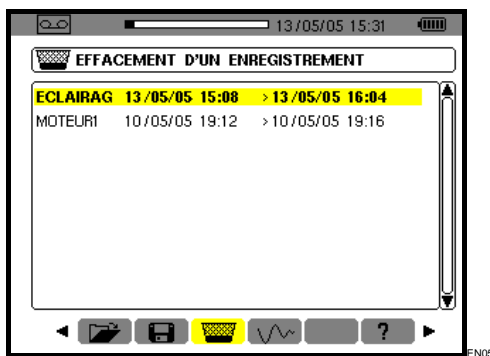 13/05/05 15:31
EFFACEMENT D'UN ENREGISTREMENT
ECLAIRAG 13/05/05 15:08 >13/05/05 16:04
MOTEUR1 10/05/05 19:12 >10/05/05 19:16
?